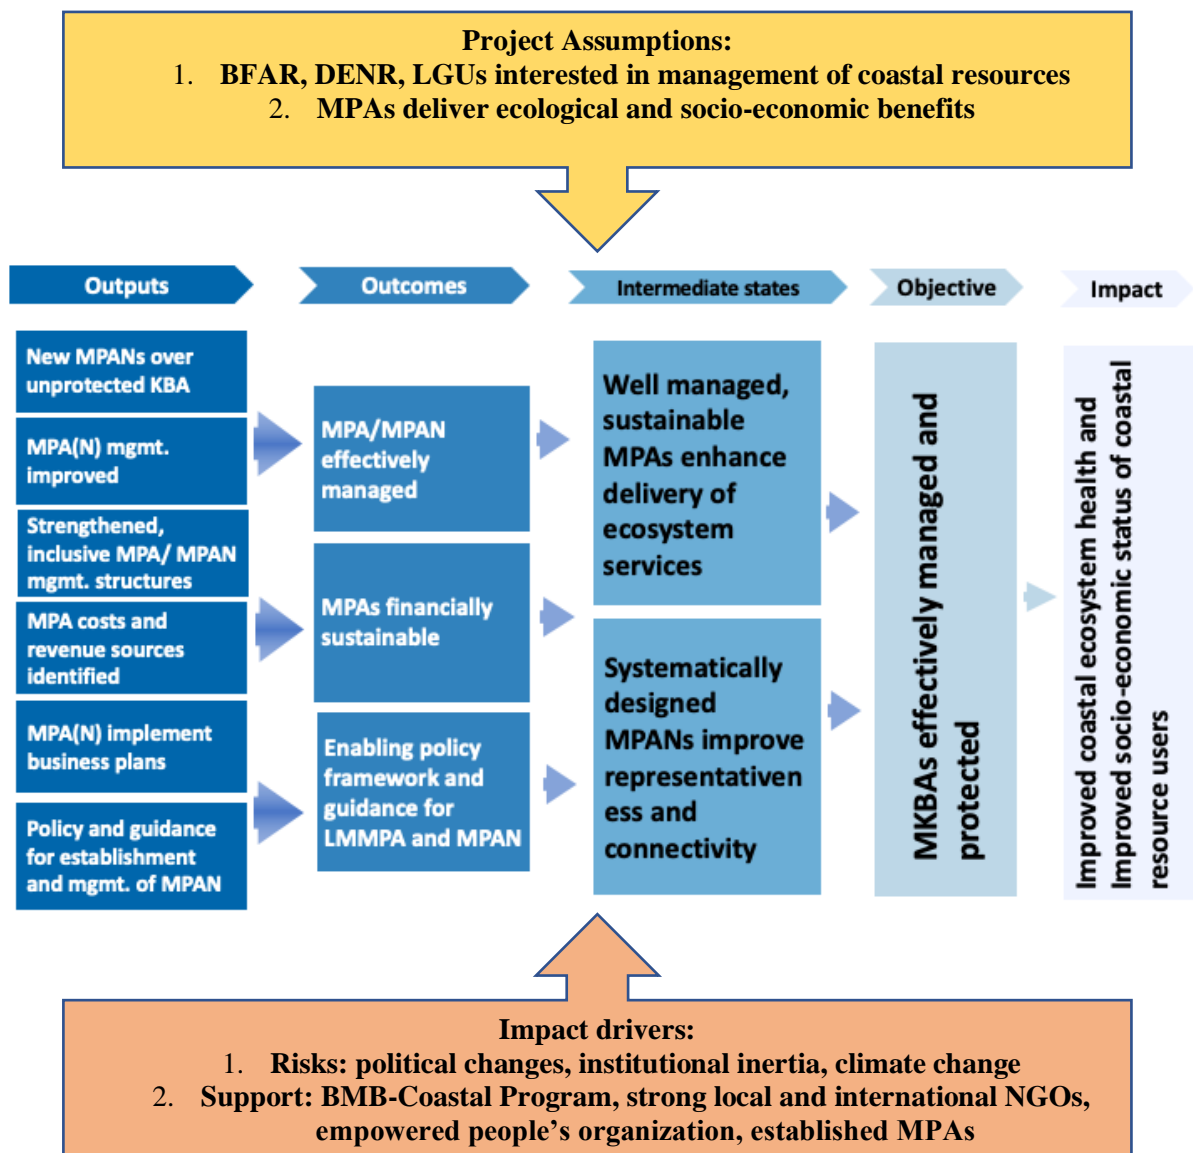 Project Assumptions:
1. BFAR, DENR, LGUs interested in management of coastal resources
2. MPAs deliver ecological and socio-economic benefits
Outputs
Outcomes
Intermediate states
Objective
Impact
New MPANs over
unprotected KBA
MPA(N) mgmt.
improved
Strengthened,
inclusive MPA/ MPAN
mgmt. structures
MPA costs and
revenue sources
identified
MPA(N) implement
business plans
Policy and guidance
for establishment
and mgmt. of MPAN
MPA/MPAN
effectively
managed
MPAs financially
sustainable
Enabling policy
framework and
guidance for
LMMPA and MPAN
Well managed,
sustainable
MPAs enhance
delivery of
ecosystem
services
Systematically
designed
MPANs improve
representativen
ess and
connectivity
MKBAs effectively managed and
protected
Improved coastal ecosystem health and
Improved socio-economic status of coastal
resource users
Impact drivers:
1. Risks: political changes, institutional inertia, climate change
2. Support: BMB-Coastal Program, strong local and international NGOs,
empowered people’s organization, established MPAs